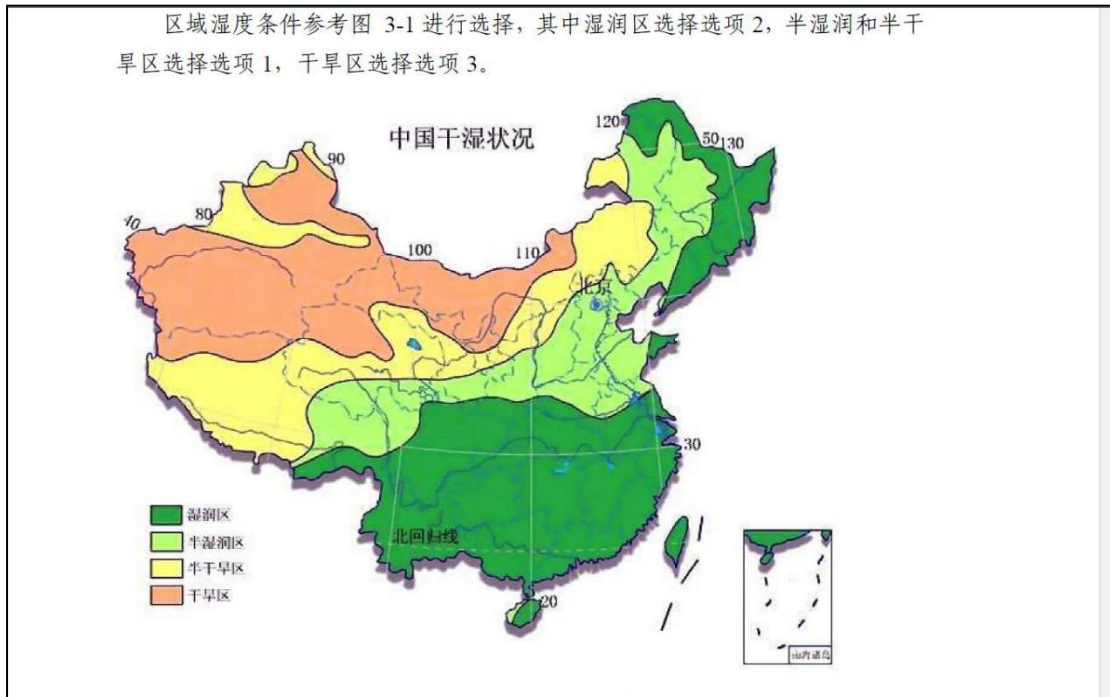 区域湿度条件参考图 3-1 进行选择，其中湿润区选择选项 2，半湿润和半干
旱区选择选项 1，干旱区选择选项 3。
中国干湿状况
120
50
130
90
80
40
100
110
北京
30
湿润区
半湿润区
北回归线
半干旱区
干旱区
20
南海诸岛